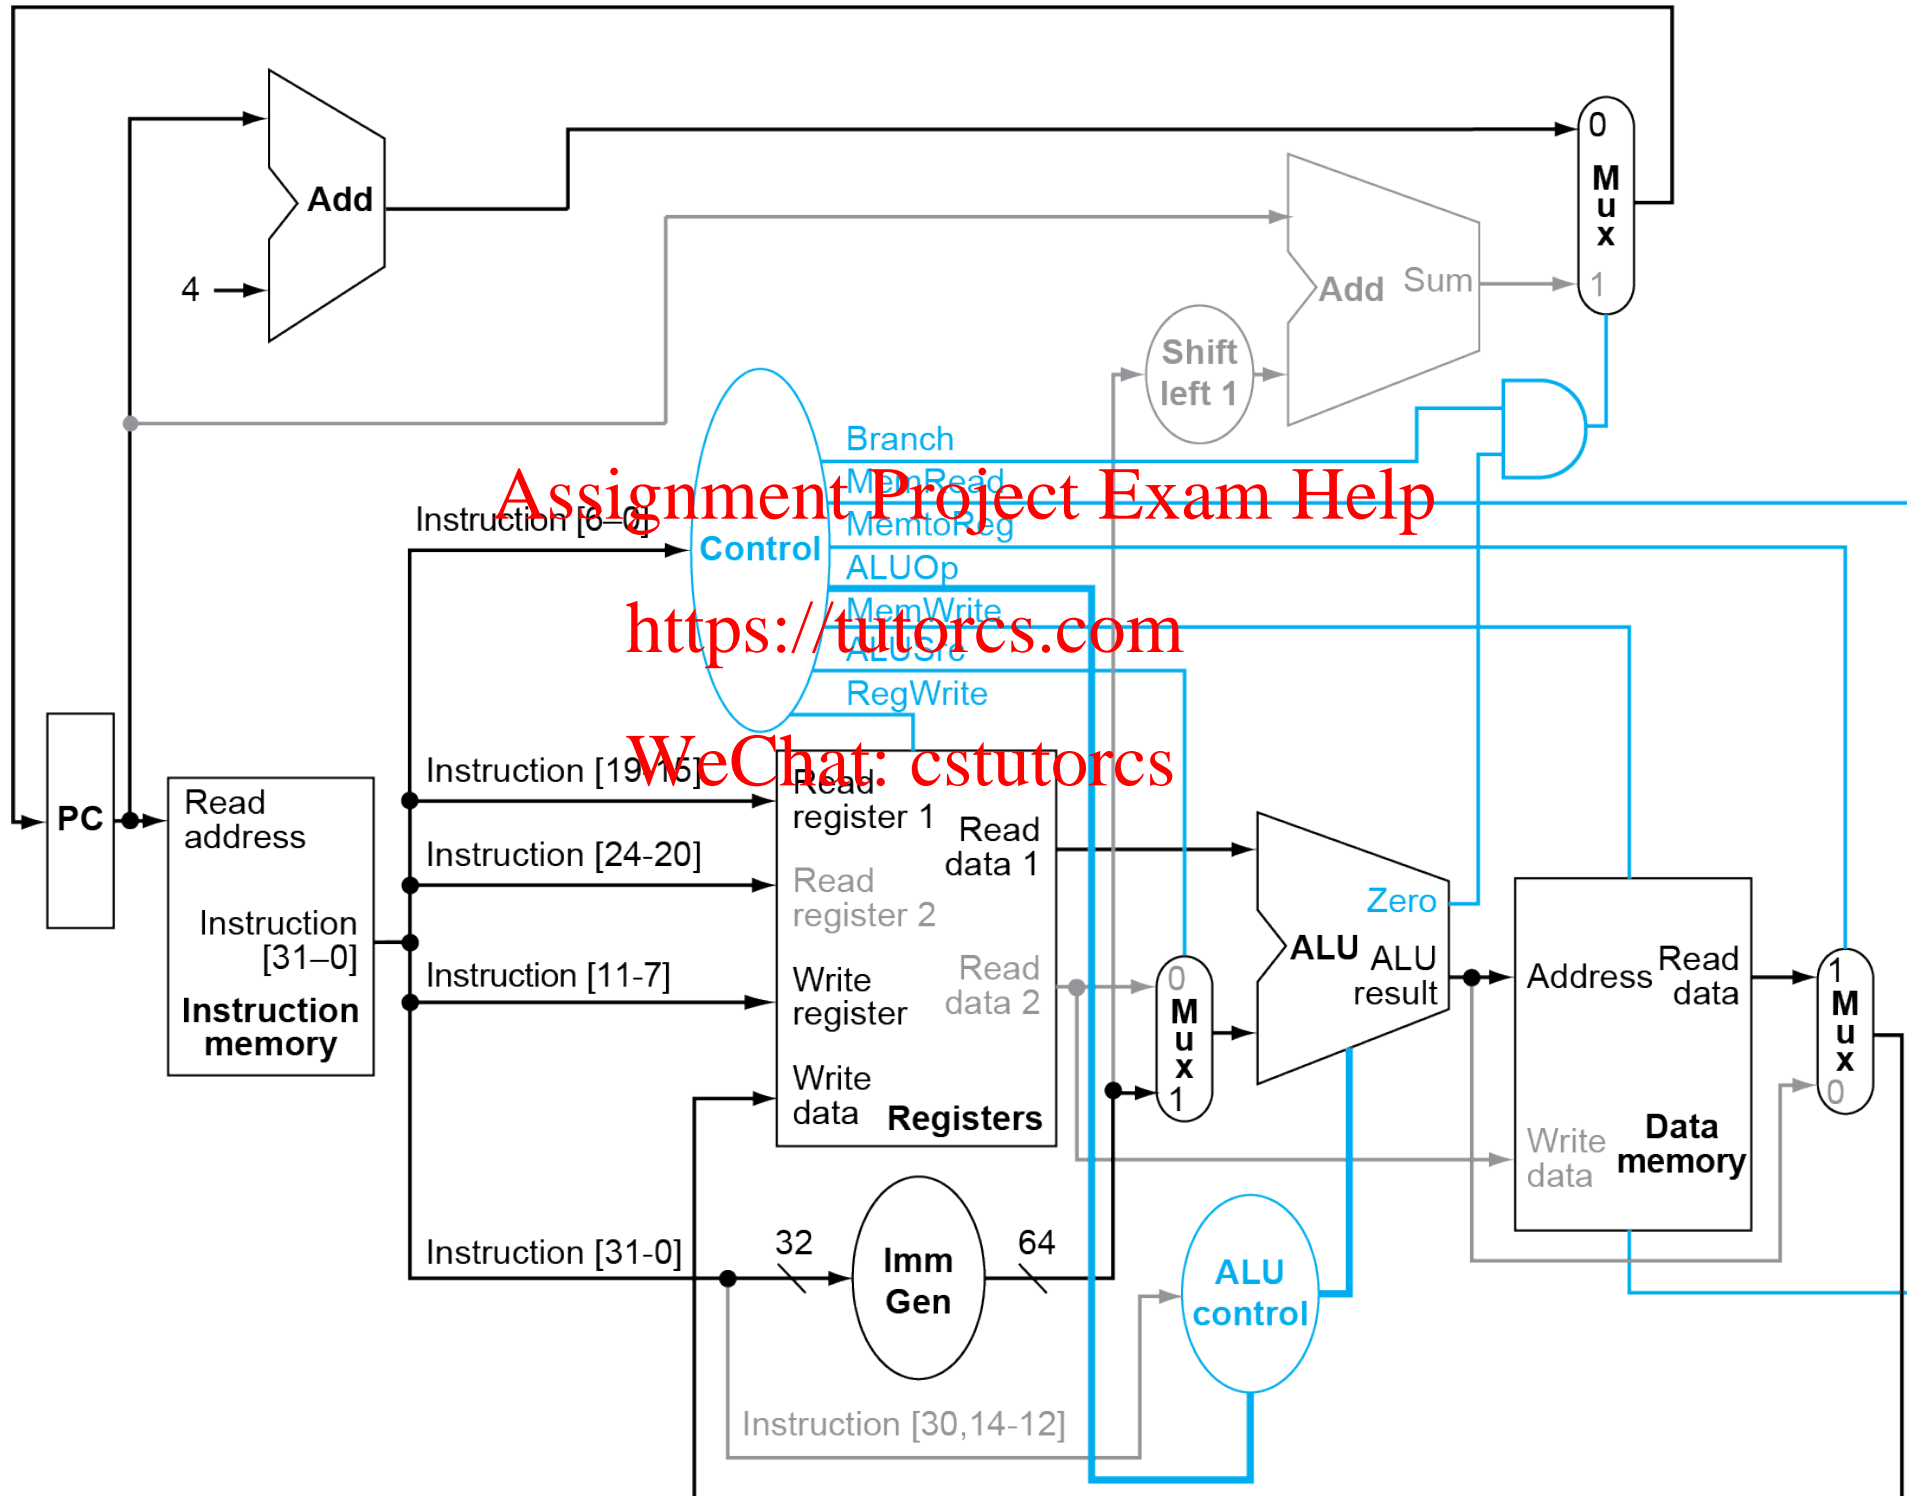 0
M
u
x
1
Add
4
Add Sum
Shift
left 1
Branch
MemRead
Assignment Project Exam Help
Instruction [6–0]
MemtoReg
Control
ALUOp
MemWrite
https://tutorcs.com
ALUSrc
RegWrite
WeChat: cstutorcs
PC
Read
address
Instruction
[31–0]
Instruction
memory
Instruction [19-15]
Instruction [24-20]
Instruction [11-7]
Instruction [31-0]
Read
register 1
Read
data 1
Read
register 2
Write
register
Read
data 2
Write
data
Registers
0
M
u
x
1
Zero
ALU
ALU
result
Address
Read
data
Write
data
Data
memory
1
M
u
x
0
32
Imm
Gen
64
ALU
control
Instruction [30,14-12]